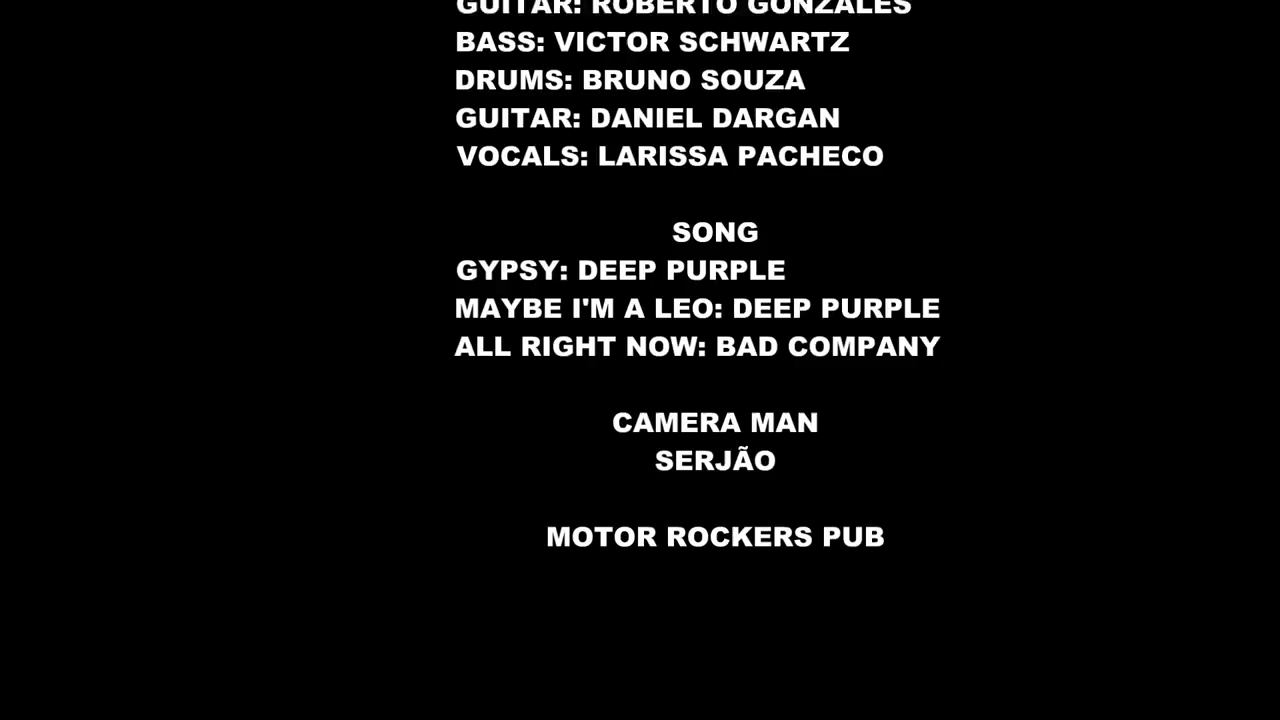 GUITAR: ROBERTO GONZALES
BASS: VICTOR SCHWARTZ
DRUMS: BRUNO SOUZA
GUITAR: DANIEL DARGAN
VOCALS: LARISSA PACHECO
SONG
GYPSY: DEEP PURPLE
MAYBE I'M A LEO: DEEP PURPLE
ALL RIGHT NOW: BAD COMPANY
CAMERA MAN
SERJÃO
MOTOR ROCKERS PUB